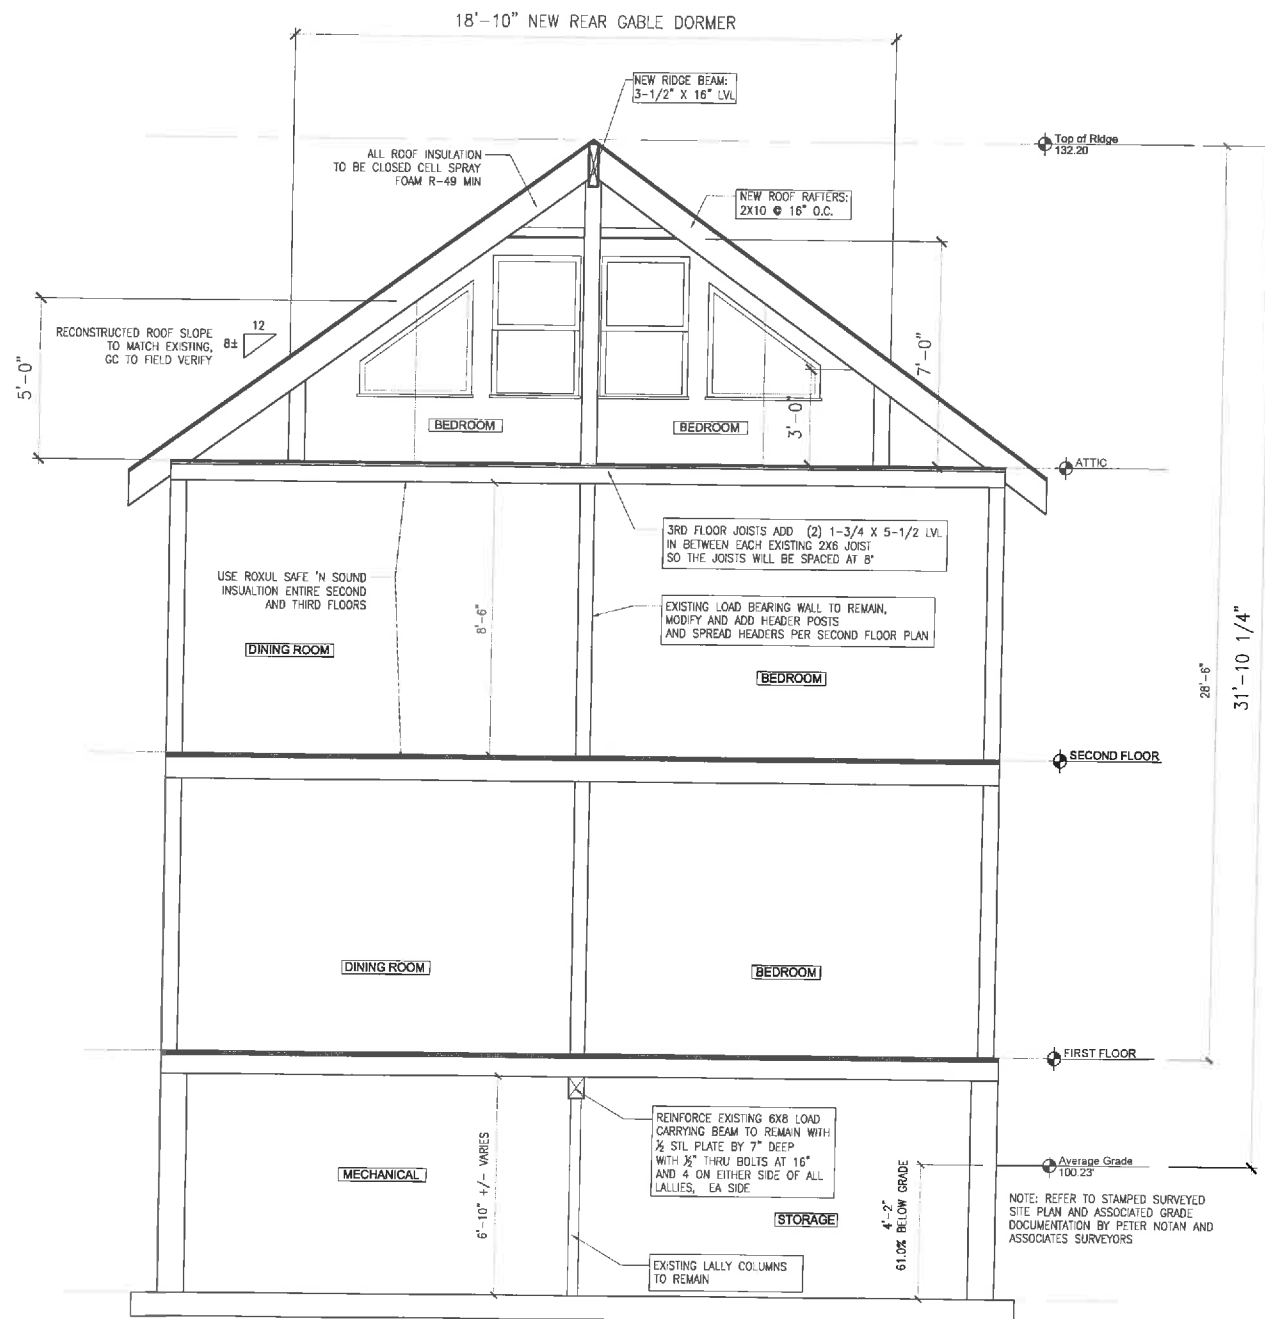 18'-10" NEW REAR GABLE DORMER
NEW RIDGE BEAM:
3-1/2" X 16" LVL
Top of Ridge
132.20
ALL ROOF INSULATION
TO BE CLOSED CELL SPRAY
FOAM R-49 MIN
NEW ROOF RAFTERS:
2X10 @ 16" O.C.
RECONSTRUCTED ROOF SLOPE
TO MATCH EXISTING,
GC TO FIELD VERIFY
12
8±
5'-0"
7'-0"
3'-0"
BEDROOM
BEDROOM
ATTIC
3RD FLOOR JOISTS ADD (2) 1-3/4 X 5-1/2 LVL
IN BETWEEN EACH EXISTING 2X6 JOIST
SO THE JOISTS WILL BE SPACED AT 8"
USE ROXUL SAFE 'N SOUND
INSUALTION ENTIRE SECOND
AND THIRD FLOORS
8'-6"
EXISTING LOAD BEARING WALL TO REMAIN,
MODIFY AND ADD HEADER POSTS
AND SPREAD HEADERS PER SECOND FLOOR PLAN
DINING ROOM
BEDROOM
28'-6"
31'-10 1/4"
SECOND FLOOR
DINING ROOM
BEDROOM
FIRST FLOOR
REINFORCE EXISTING 6X8 LOAD
CARRYING BEAM TO REMAIN WITH
½ STL PLATE BY 7" DEEP
WITH ½" THRU BOLTS AT 16"
AND 4 ON EITHER SIDE OF ALL
LALLIES, EA SIDE
MECHANICAL
6'-10" +/- VARIES
STORAGE
4'-2"
61.0% BELOW GRADE
Average Grade
100.23'
NOTE: REFER TO STAMPED SURVEYED
SITE PLAN AND ASSOCIATED GRADE
DOCUMENTATION BY PETER NOTAN AND
ASSOCIATES SURVEYORS
EXISTING LALLY COLUMNS
TO REMAIN